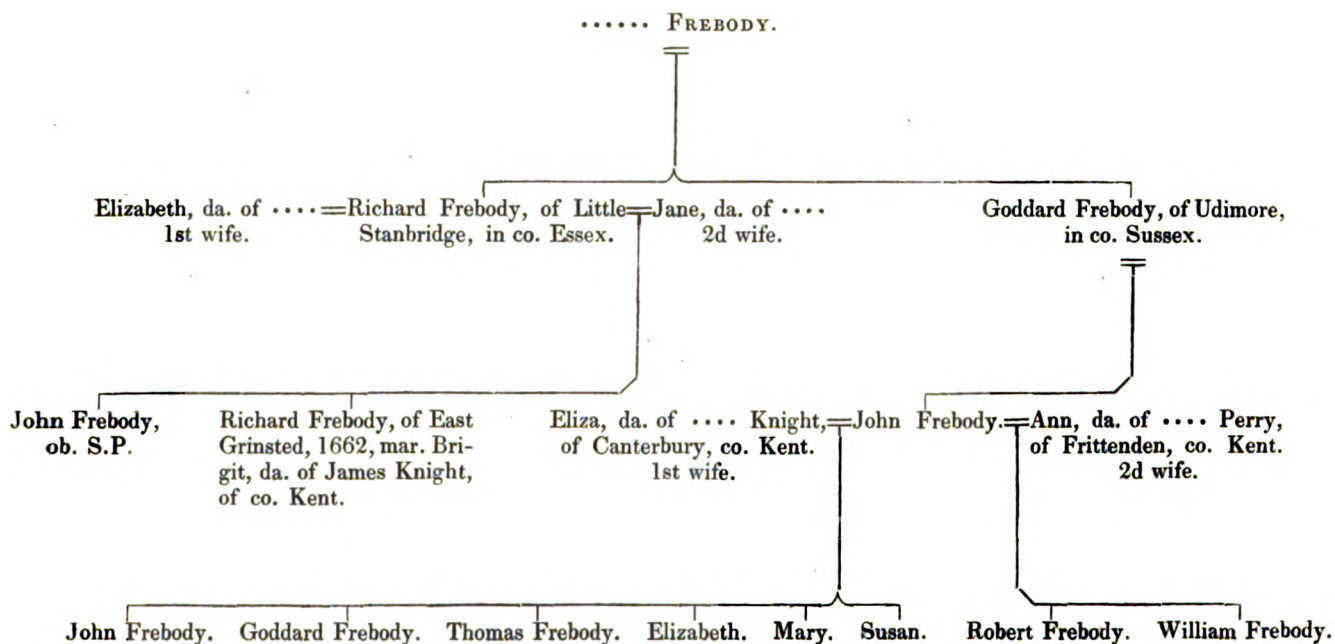 ······ FREBODY.
Elizabeth, da. of ····=Richard Frebody, of Little=Jane, da. of ····
1st wife.
Stanbridge, in co. Essex.
2d wife.
Goddard Frebody, of Udimore,
in co. Sussex.
John Frebody,
ob. S.P.
Richard Frebody, of East
Grinsted, 1662, mar. Bri-
git, da. of James Knight,
of co. Kent.
Eliza, da. of ···· Knight,=John Frebody.=Ann, da. of ···· Perry,
of Canterbury, co. Kent.
1st wife.
of Frittenden, co. Kent.
2d wife.
John Frebody. Goddard Frebody. Thomas Frebody. Elizabeth. Mary. Susan. Robert Frebody. William Frebody.